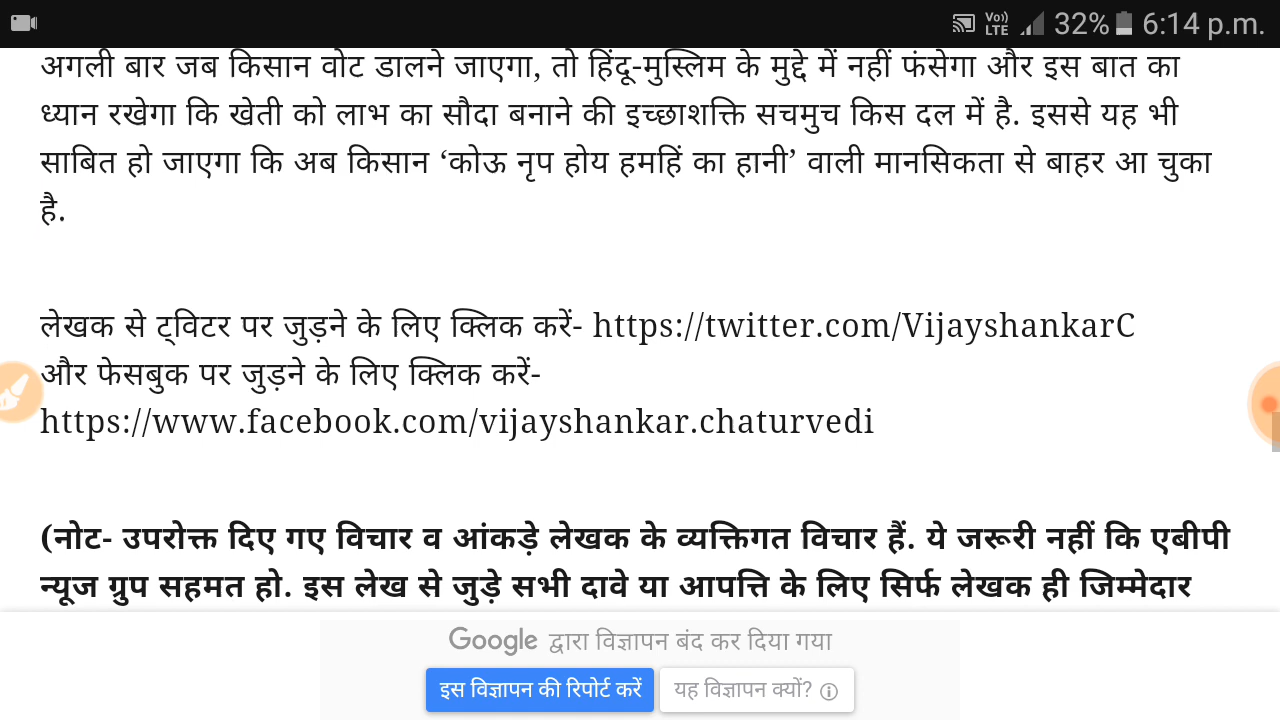 Vo) LTE 32% 6:14 p.m.
अगली बार जब किसान वोट डालने जाएगा, तो हिंदू-मुस्लिम के मुद्दे में नहीं फंसेगा और इस बात का
ध्यान रखेगा कि खेती को लाभ का सौदा बनाने की इच्छाशक्ति सचमुच किस दल में है. इससे यह भी
साबित हो जाएगा कि अब किसान ‘कोऊ नृप होय हमहिं का हानी’ वाली मानसिकता से बाहर आ चुका
है.
लेखक से ट्विटर पर जुड़ने के लिए क्लिक करें- https://twitter.com/VijayshankarC
और फेसबुक पर जुड़ने के लिए क्लिक करें-
https://www.facebook.com/vijayshankar.chaturvedi
(नोट- उपरोक्त दिए गए विचार व आंकड़े लेखक के व्यक्तिगत विचार हैं. ये जरूरी नहीं कि एबीपी
न्यूज ग्रुप सहमत हो. इस लेख से जुड़े सभी दावे या आपत्ति के लिए सिर्फ लेखक ही जिम्मेदार
Google द्वारा विज्ञापन बंद कर दिया गया
इस विज्ञापन की रिपोर्ट करें यह विज्ञापन क्यों?